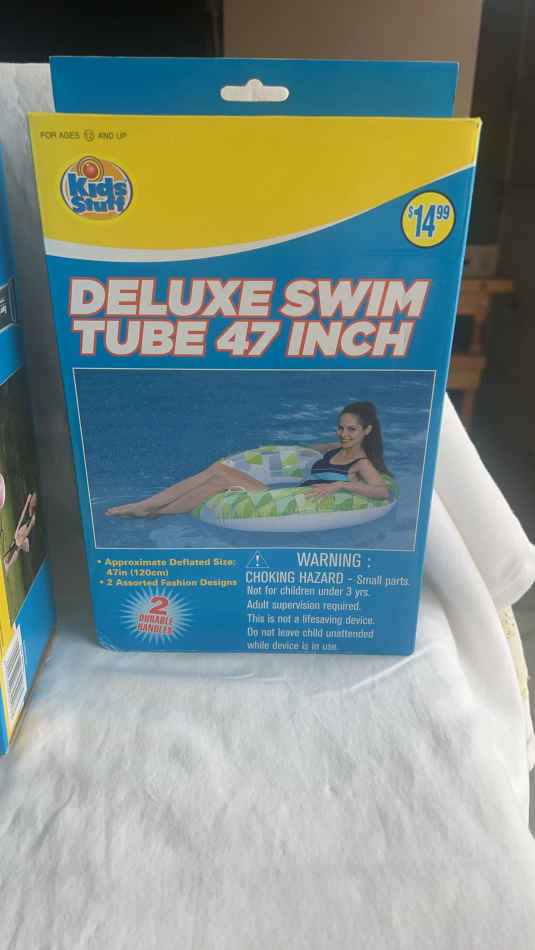 FOR AGES 12 AND UP
Kids
Stuff
$14.99
DELUXE SWIM
TUBE 47 INCH
• Approximate Deflated Size:
47in (120cm)
• 2 Assorted Fashion Designs
2
DURABLE
HANDLES
WARNING :
CHOKING HAZARD - Small parts.
Not for children under 3 yrs.
Adult supervision required.
This is not a lifesaving device.
Do not leave child unattended
while device is in use.